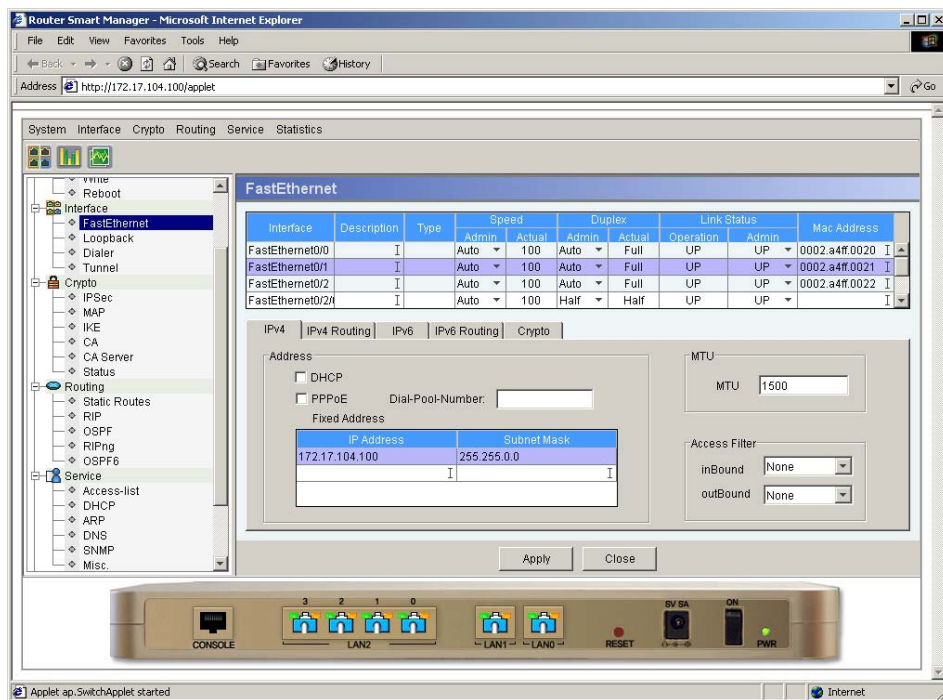 Router Smart Manager - Microsoft Internet Explorer
File Edit View Favorites Tools Help
Back Search Favorites History
Address http://172.17.104.100/applet Go
System Interface Crypto Routing Service Statistics
Write
Reboot
Interface
FastEthernet
Loopback
Dialer
Tunnel
Crypto
IPSec
MAP
IKE
CA
CA Server
Status
Routing
Static Routes
RIP
OSPF
RIPng
OSPF6
Service
Access-list
DHCP
ARP
DNS
SNMP
Misc.
FastEthernet
Interface Description Type Speed Duplex Link Status Mac Address
Admin Actual Admin Actual Operation Admin
FastEthernet0/0 Auto 100 Auto Full UP UP 0002.a4ff.0020
FastEthernet0/1 Auto 100 Auto Full UP UP 0002.a4ff.0021
FastEthernet0/2 Auto 100 Auto Full UP UP 0002.a4ff.0022
FastEthernet0/2/ Auto 100 Half Half UP UP
IPv4 IPv4 Routing IPv6 IPv6 Routing Crypto
Address
DHCP
PPPoE Dial-Pool-Number:
Fixed Address
IP Address Subnet Mask
172.17.104.100 255.255.0.0
MTU
MTU 1500
Access Filter
inBound None
outBound None
Apply Close
3 2 1 0
CONSOLE LAN2 LAN1 LAN0 RESET 5V 5A ON PWR
Applet ap.SwitchApplet started Internet